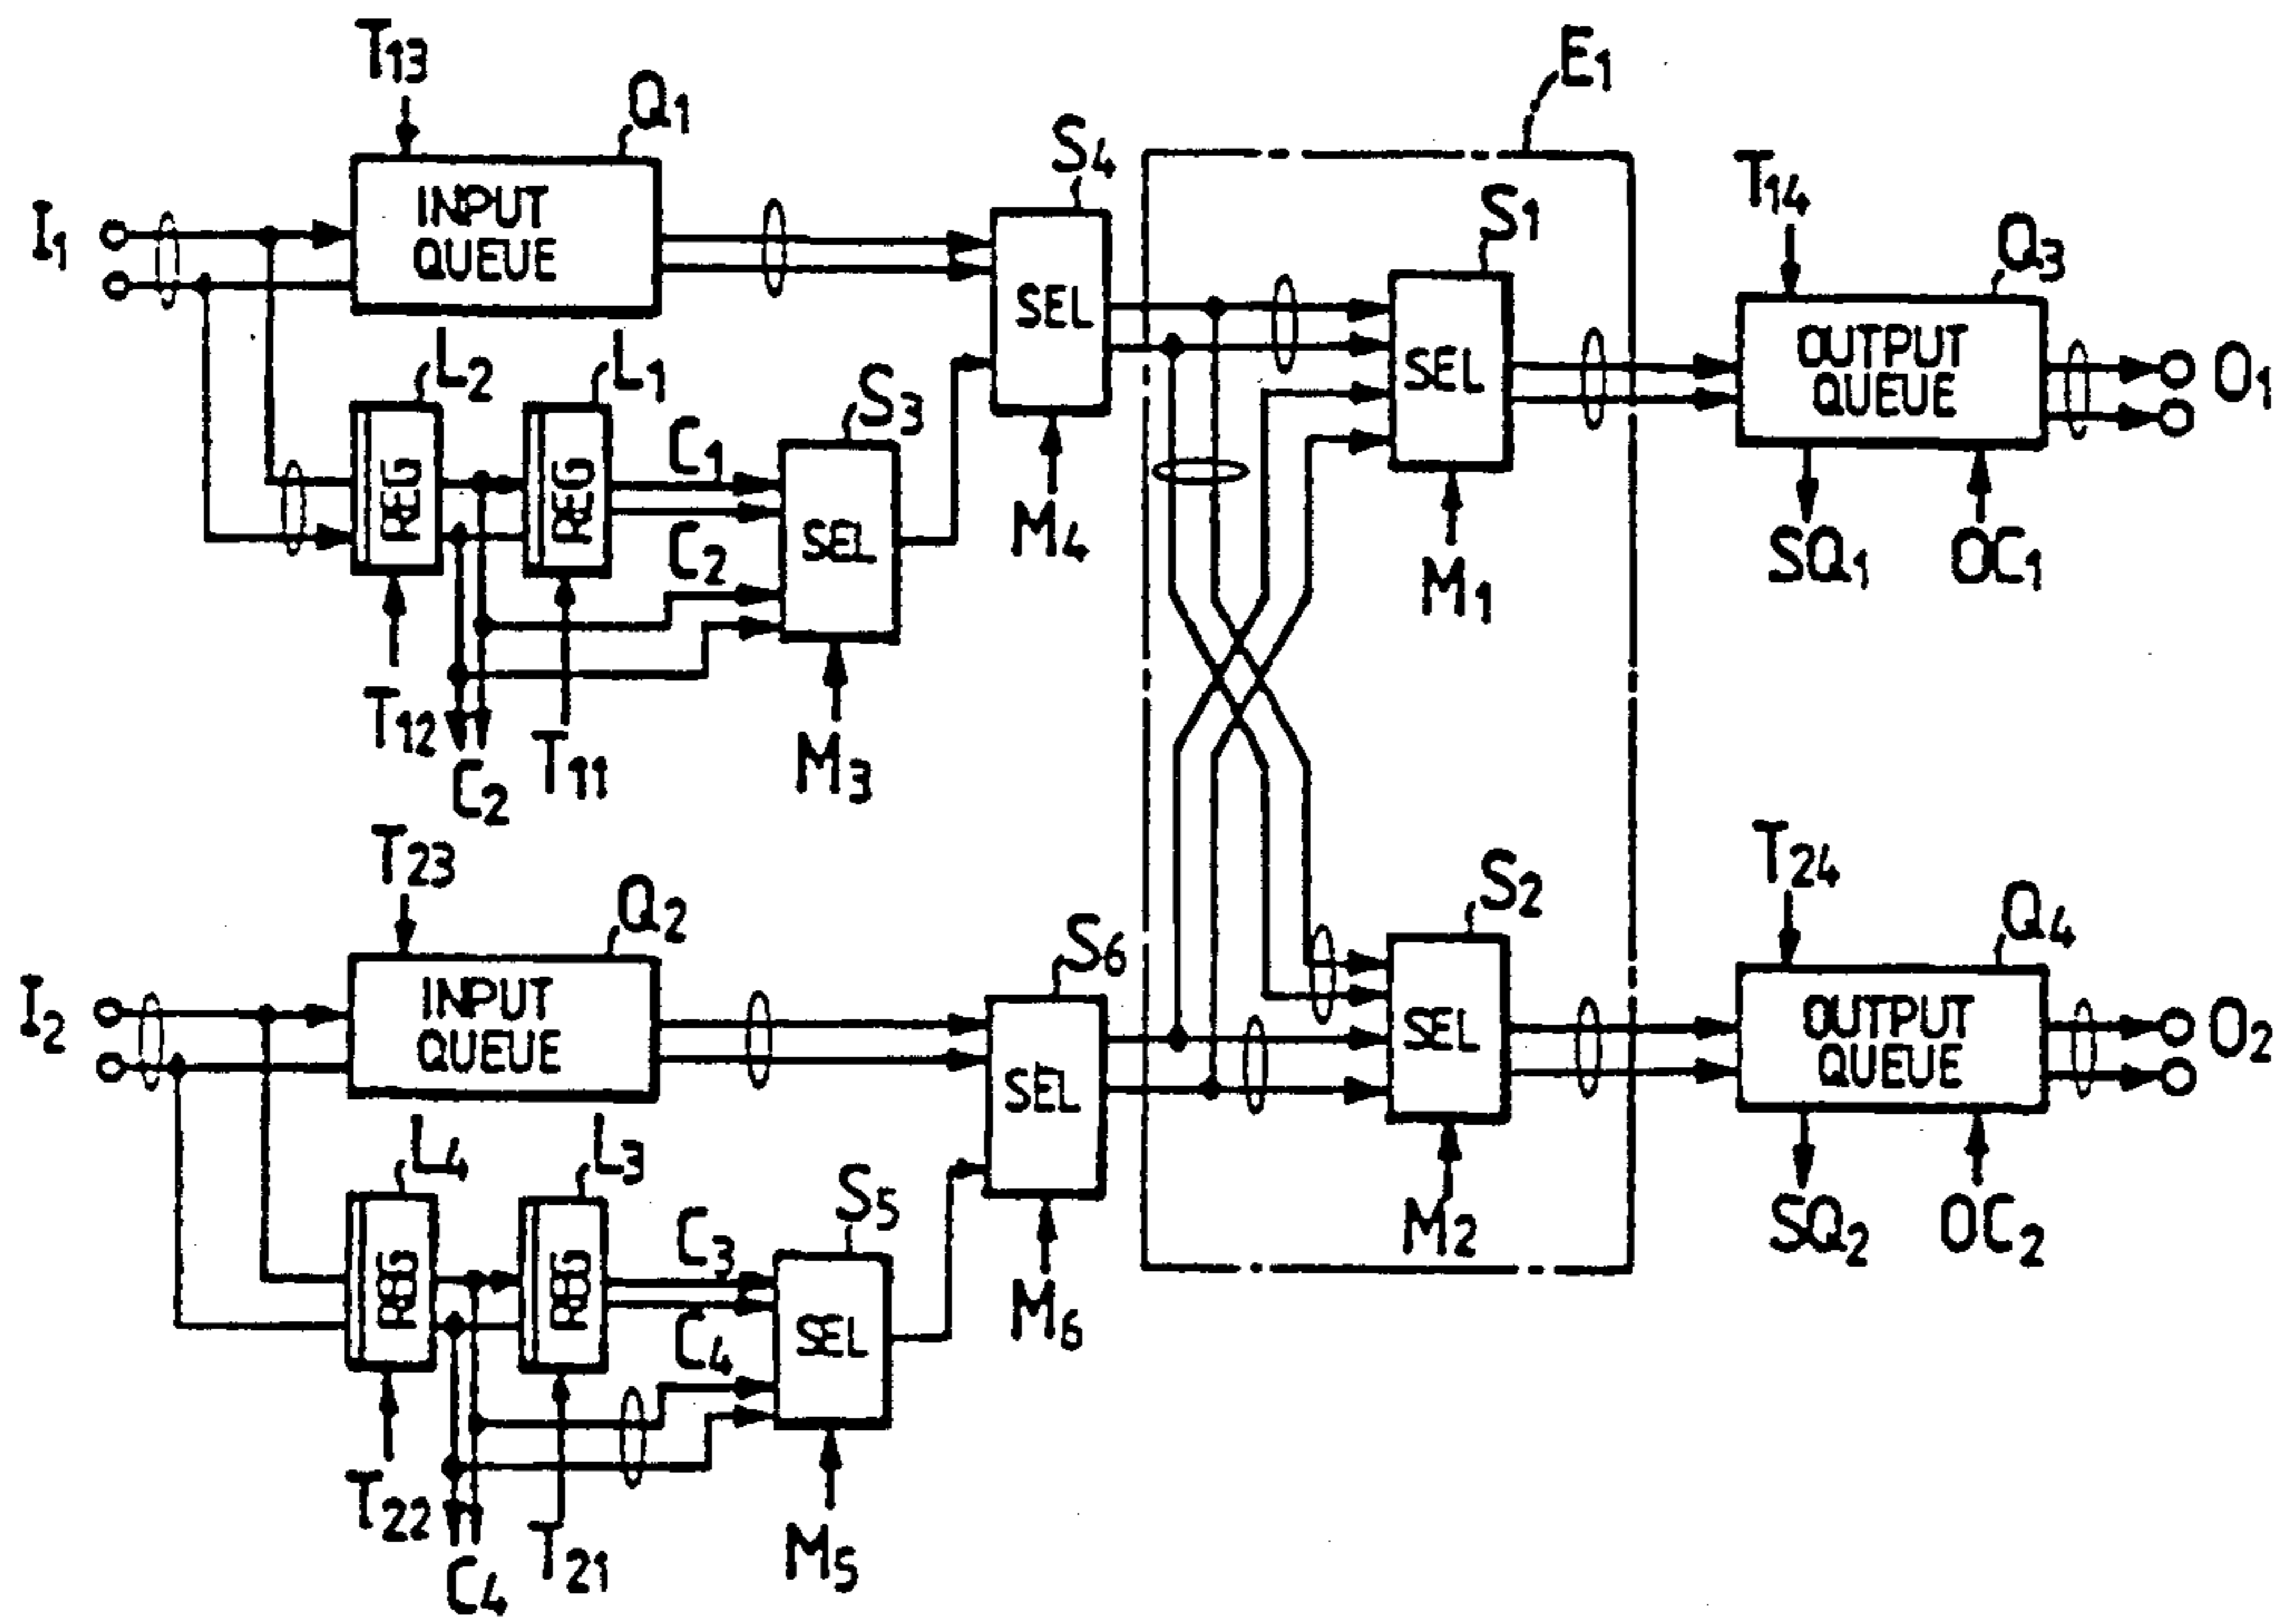 T13
Q1
E1
S4
I1
INPUT
QUEUE
S1
T14
Q3
L2
L1
S3
SEL
SEL
OUTPUT
QUEUE
O1
REG
REG
C1
C2
SEL
M4
M1
SQ1
OC1
T12
C2
T11
M3
T23
Q2
S6
S2
T24
Q4
I2
INPUT
QUEUE
SEL
SEL
OUTPUT
QUEUE
O2
L4
L3
S5
C3
C4
M2
SQ2
OC2
SEL
M6
T22
C4
T21
M5